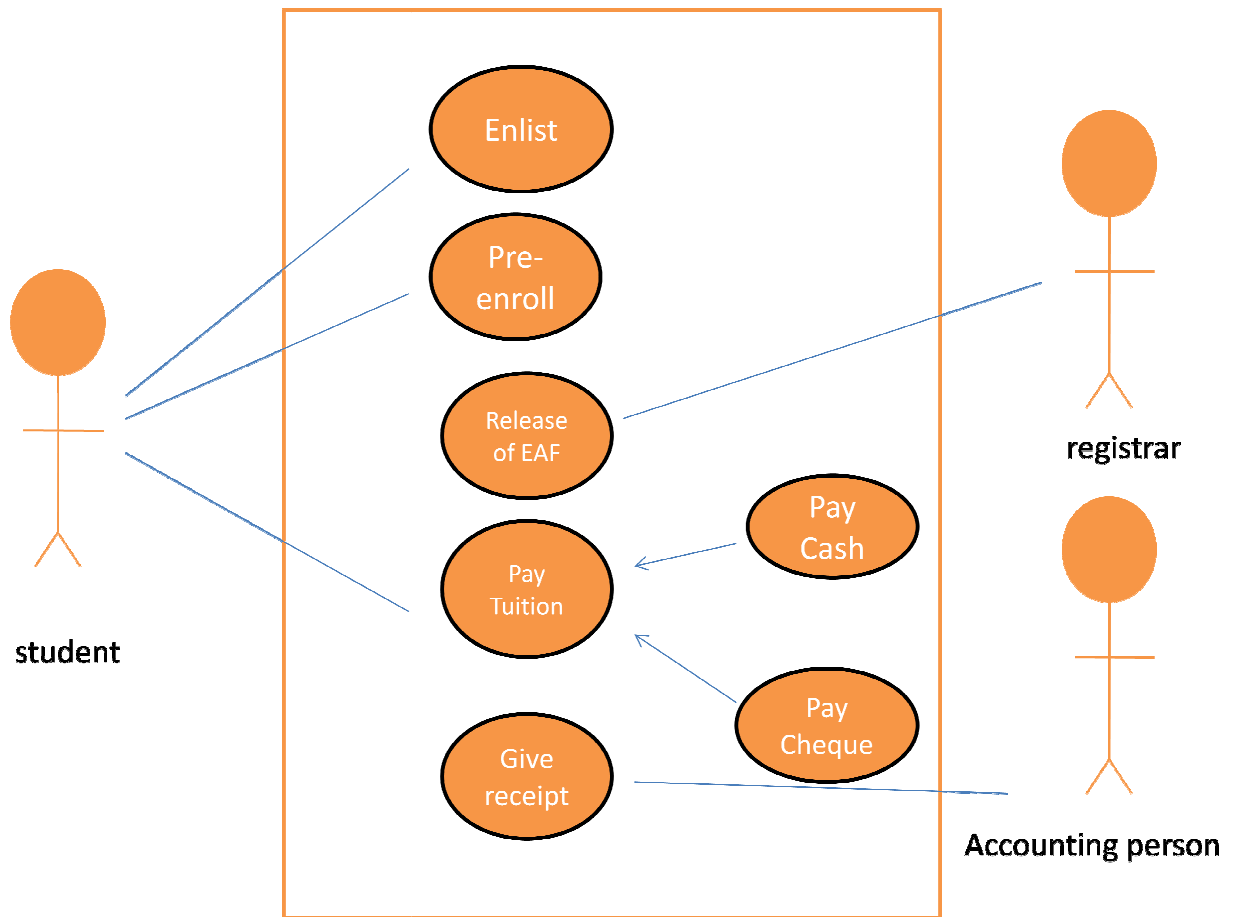 Enlist
Pre-
enroll
Release
of EAF
registrar
Pay
Cash
Pay
Tuition
student
Pay
Cheque
Give
receipt
Accounting person